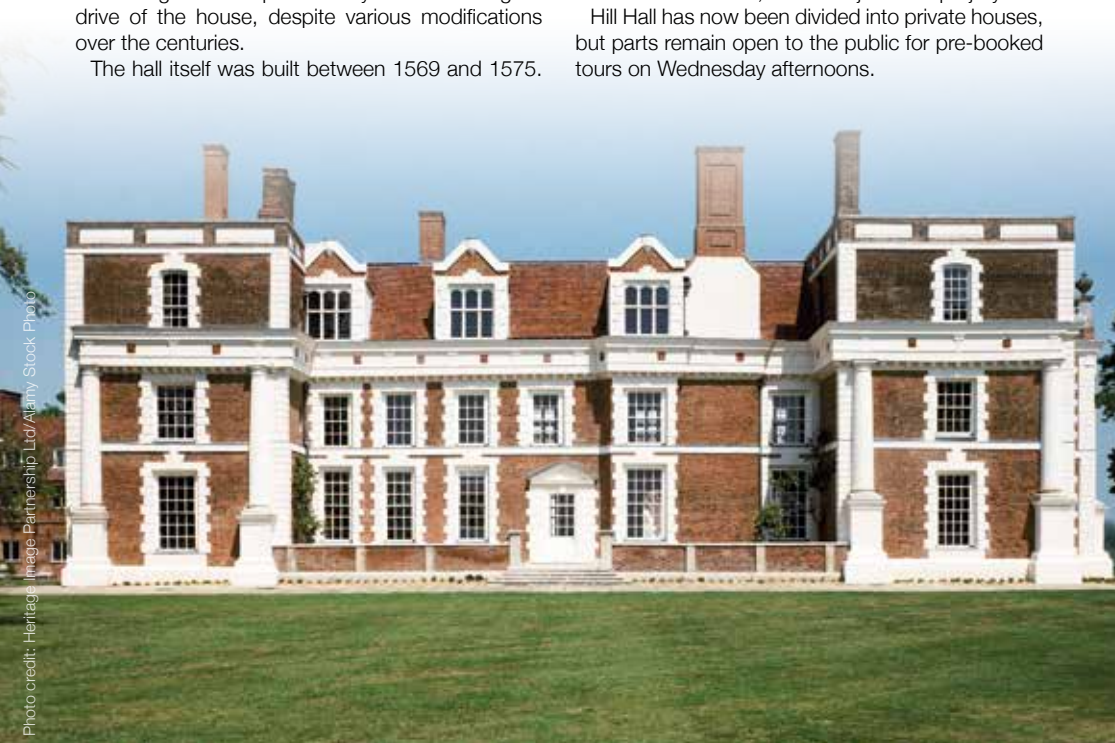 drive of the house, despite various modifications
over the centuries.
The hall itself was built between 1569 and 1575.
Hill Hall has now been divided into private houses,
but parts remain open to the public for pre-booked
tours on Wednesday afternoons.
Photo credit: Heritage Image Partnership Ltd/Alamy Stock Photo